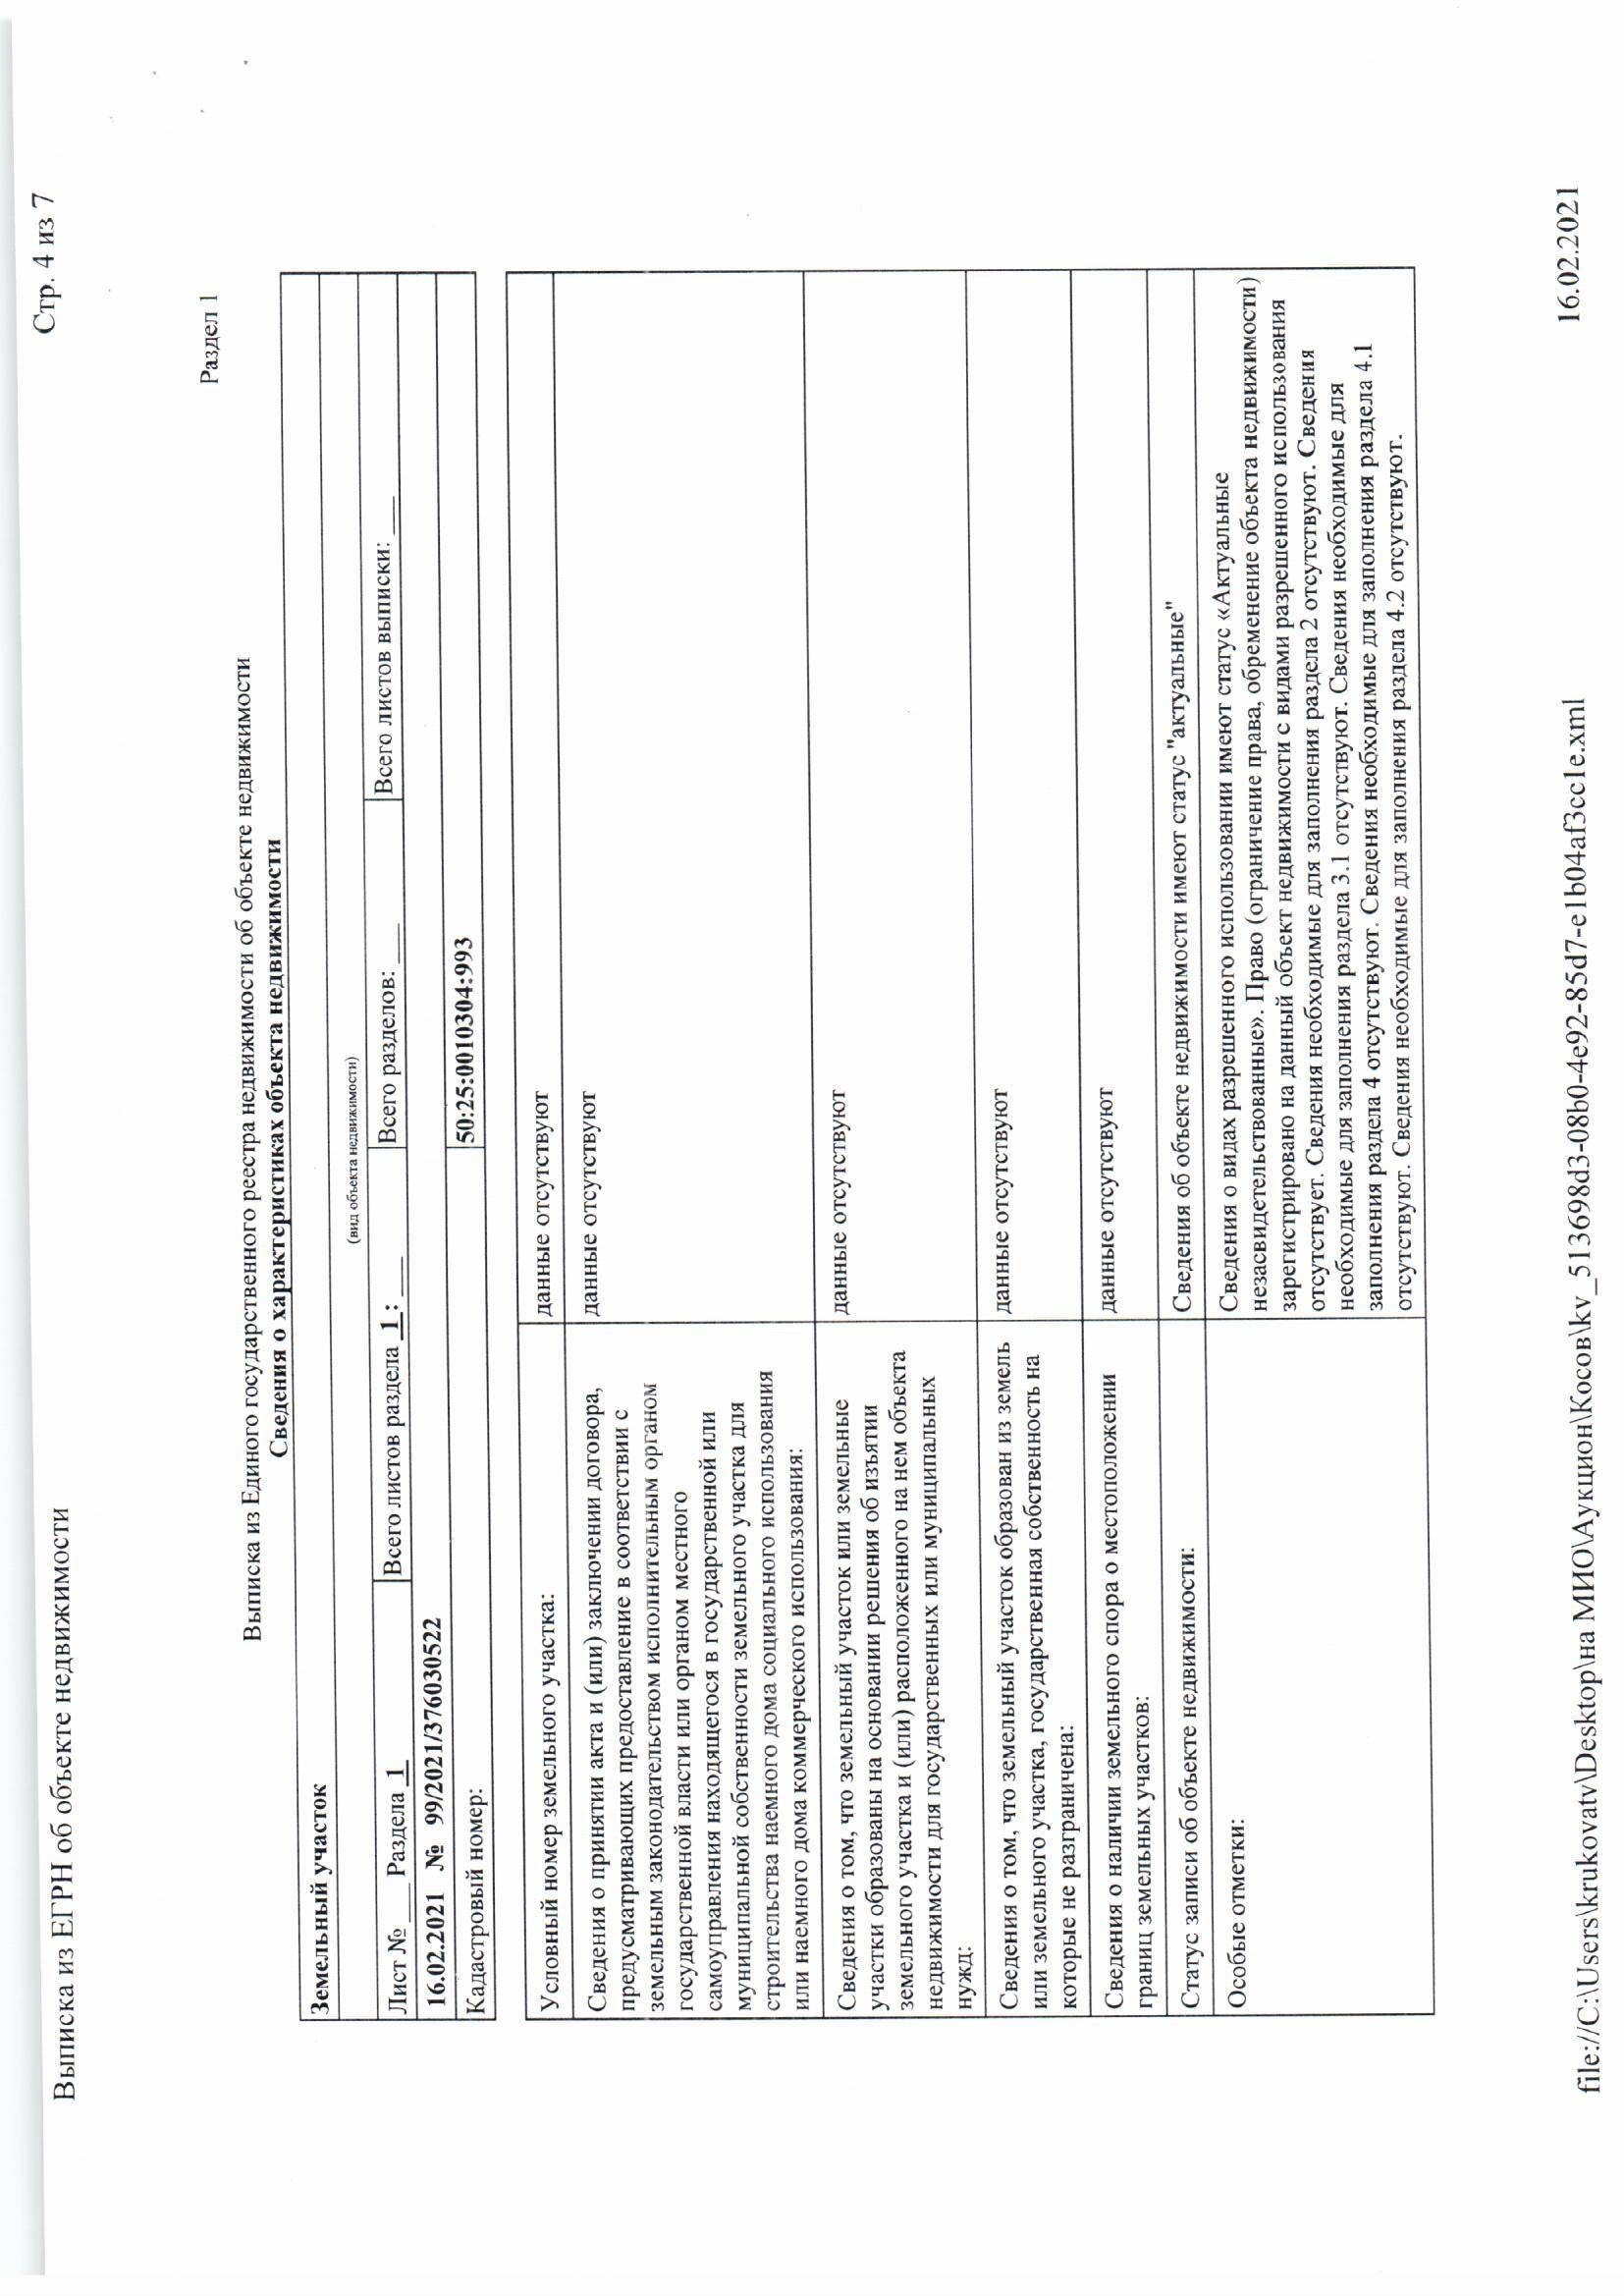 Выписка из ЕГРН об объекте недвижимости
Стр. 4 из 7
Раздел 1
Выписка из Единого государственного реестра недвижимости об объекте недвижимости
Сведения о характеристиках объекта недвижимости
Земельный участок
(вид объекта недвижимости)
Лист № ___ Раздела 1
Всего листов раздела 1 : ___
Всего разделов: ___
Всего листов выписки: ___
16.02.2021 № 99/2021/376030522
Кадастровый номер:
50:25:0010304:993
Условный номер земельного участка:
данные отсутствуют
Сведения о принятии акта и (или) заключении договора,
предусматривающих предоставление в соответствии с
земельным законодательством исполнительным органом
государственной власти или органом местного
самоуправления находящегося в государственной или
муниципальной собственности земельного участка для
строительства наемного дома социального использования
или наемного дома коммерческого использования:
данные отсутствуют
Сведения о том, что земельный участок или земельные
участки образованы на основании решения об изъятии
земельного участка и (или) расположенного на нем объекта
недвижимости для государственных или муниципальных
нужд:
данные отсутствуют
Сведения о том, что земельный участок образован из земель
или земельного участка, государственная собственность на
которые не разграничена:
данные отсутствуют
Сведения о наличии земельного спора о местоположении
границ земельных участков:
данные отсутствуют
Статус записи об объекте недвижимости:
Сведения об объекте недвижимости имеют статус "актуальные"
Особые отметки:
Сведения о видах разрешенного использовании имеют статус «Актуальные
незасвидетельствованные». Право (ограничение права, обременение объекта недвижимости)
зарегистрировано на данный объект недвижимости с видами разрешенного использования
отсутствует. Сведения необходимые для заполнения раздела 2 отсутствуют. Сведения
необходимые для заполнения раздела 3.1 отсутствуют. Сведения необходимые для
заполнения раздела 4 отсутствуют. Сведения необходимые для заполнения раздела 4.1
отсутствуют. Сведения необходимые для заполнения раздела 4.2 отсутствуют.
file://C:\Users\krukovatv\Desktop\на МИО\Аукцион\Косов\kv_513698d3-08b0-4e92-85d7-e1b04af3cc1e.xml
16.02.2021